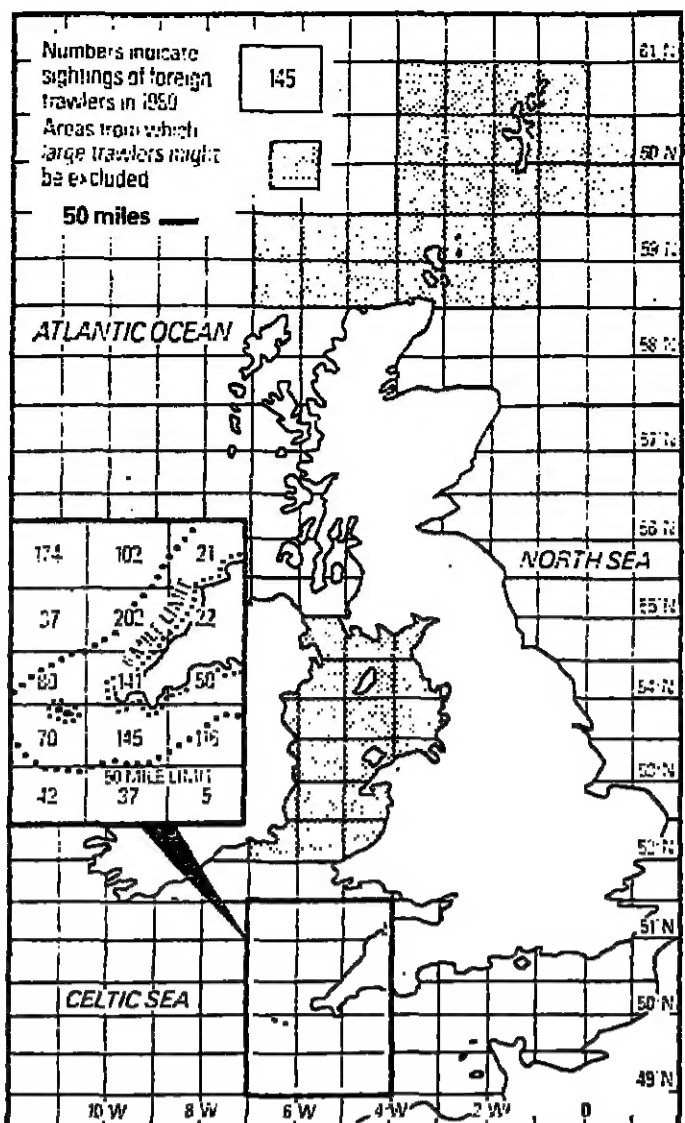 Numbers indicate
sightings of foreign
trawlers in 1980
145
Areas from which
large trawlers might
be excluded
50 miles
61 N
60 N
59 N
ATLANTIC OCEAN
58 N
57 N
56 N
NORTH SEA
55 N
54 N
53 N
52 N
51 N
50 N
49 N
174 102 21
37 202 22
LIMIT
80 141 50
70 145 116
50 MILE LIMIT
42 37 5
CELTIC SEA
10 W 8 W 6 W 4 W 2 W 0